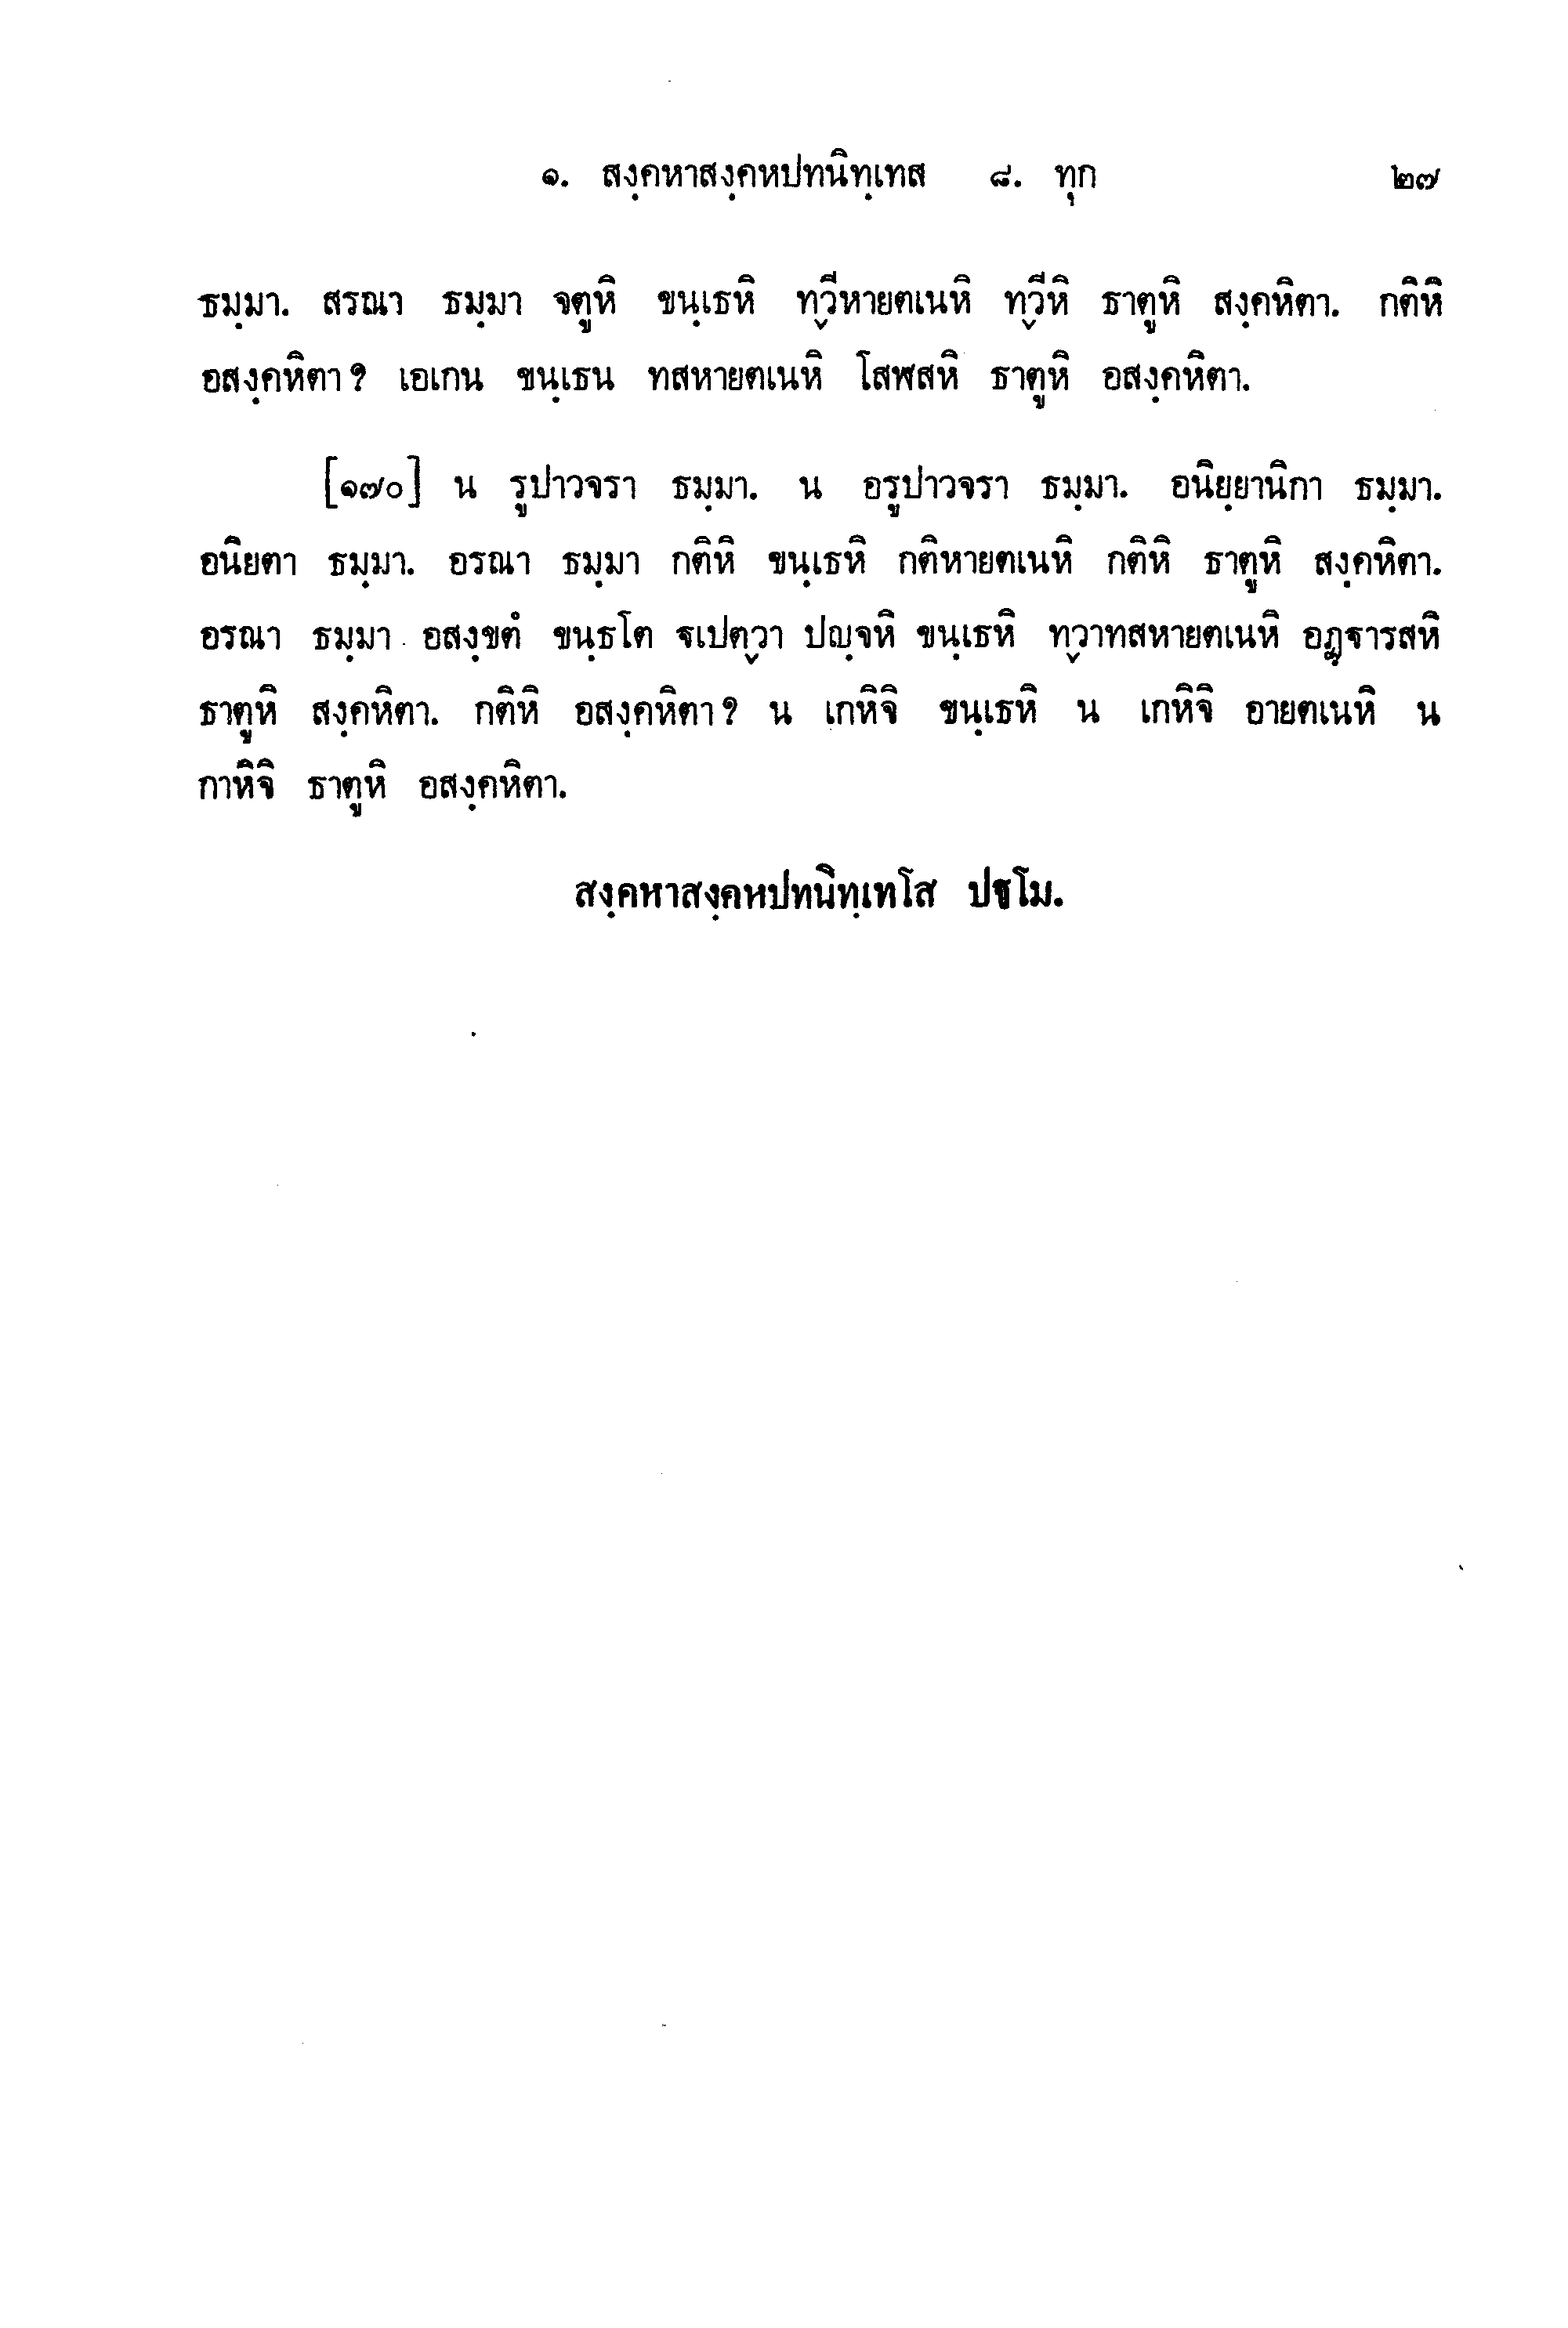 ๑. สงฺคหาสงฺคหปทนิทฺเทส ๘. ทุก ๒๗
ธมฺมา. สรณา ธมฺมา จตูหิ ขนฺเธหิ ทฺวีหายตเนหิ ทฺวีหิ ธาตูหิ สงฺคหิตา. กติหิ
อสงฺคหิตา? เอเกน ขนฺเธน ทสหายตเนหิ โสฬสหิ ธาตูหิ อสงฺคหิตา.
[๑๗๐] น รูปาวจรา ธมฺมา. น อรูปาวจรา ธมฺมา. อนิยฺยานิกา ธมฺมา.
อนิยตา ธมฺมา. อรณา ธมฺมา กติหิ ขนฺเธหิ กติหายตเนหิ กติหิ ธาตูหิ สงฺคหิตา.
อรณา ธมฺมา อสงฺขตํ ขนฺธโต ฐเปตฺวา ปญฺจหิ ขนฺเธหิ ทฺวาทสหายตเนหิ อฏฺฐารสหิ
ธาตูหิ สงฺคหิตา. กติหิ อสงฺคหิตา? น เกหิจิ ขนฺเธหิ น เกหิจิ อายตเนหิ น
กาหิจิ ธาตูหิ อสงฺคหิตา.
สงฺคหาสงฺคหปทนิทฺเทโส ปฐโม.